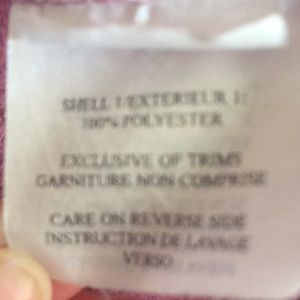 SHELL 1/EXTERIEUR 1:
100% POLYESTER
EXCLUSIVE OF TRIMS
GARNITURE NON COMPRISE
CARE ON REVERSE SIDE
INSTRUCTION DE LAVAGE
VERSO